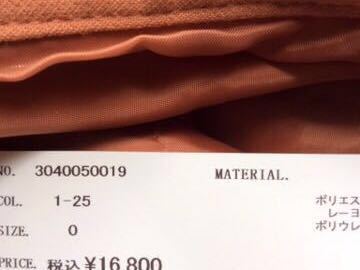 NO. 3040050019 MATERIAL.
COL. 1-25 ポリエス
SIZE. 0 レーヨ
ポリウレ
PRICE. 税込¥16,800